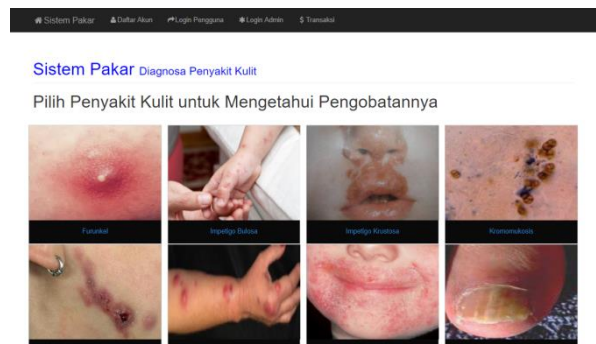 Sistem Pakar Daftar Akun Login Pengguna Login Admin $ Transaksi
Sistem Pakar Diagnosa Penyakit Kulit
Pilih Penyakit Kulit untuk Mengetahui Pengobatannya
Furunkel Impetigo Bulosa Impetigo Krustosa Kromomukosis